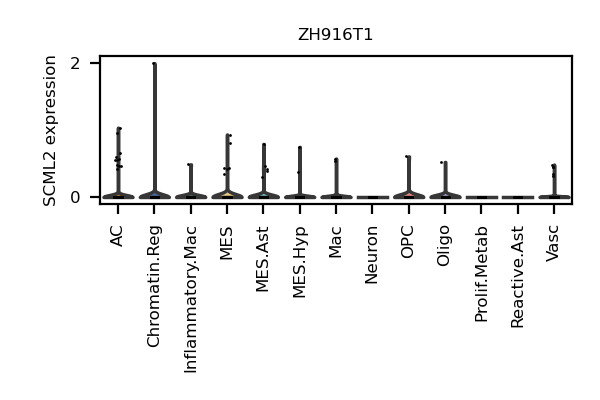 ZH916T1
SCML2 expression
2
0
AC
Chromatin.Reg
Inflammatory.Mac
MES
MES.Ast
MES.Hyp
Mac
Neuron
OPC
Oligo
Prolif.Metab
Reactive.Ast
Vasc